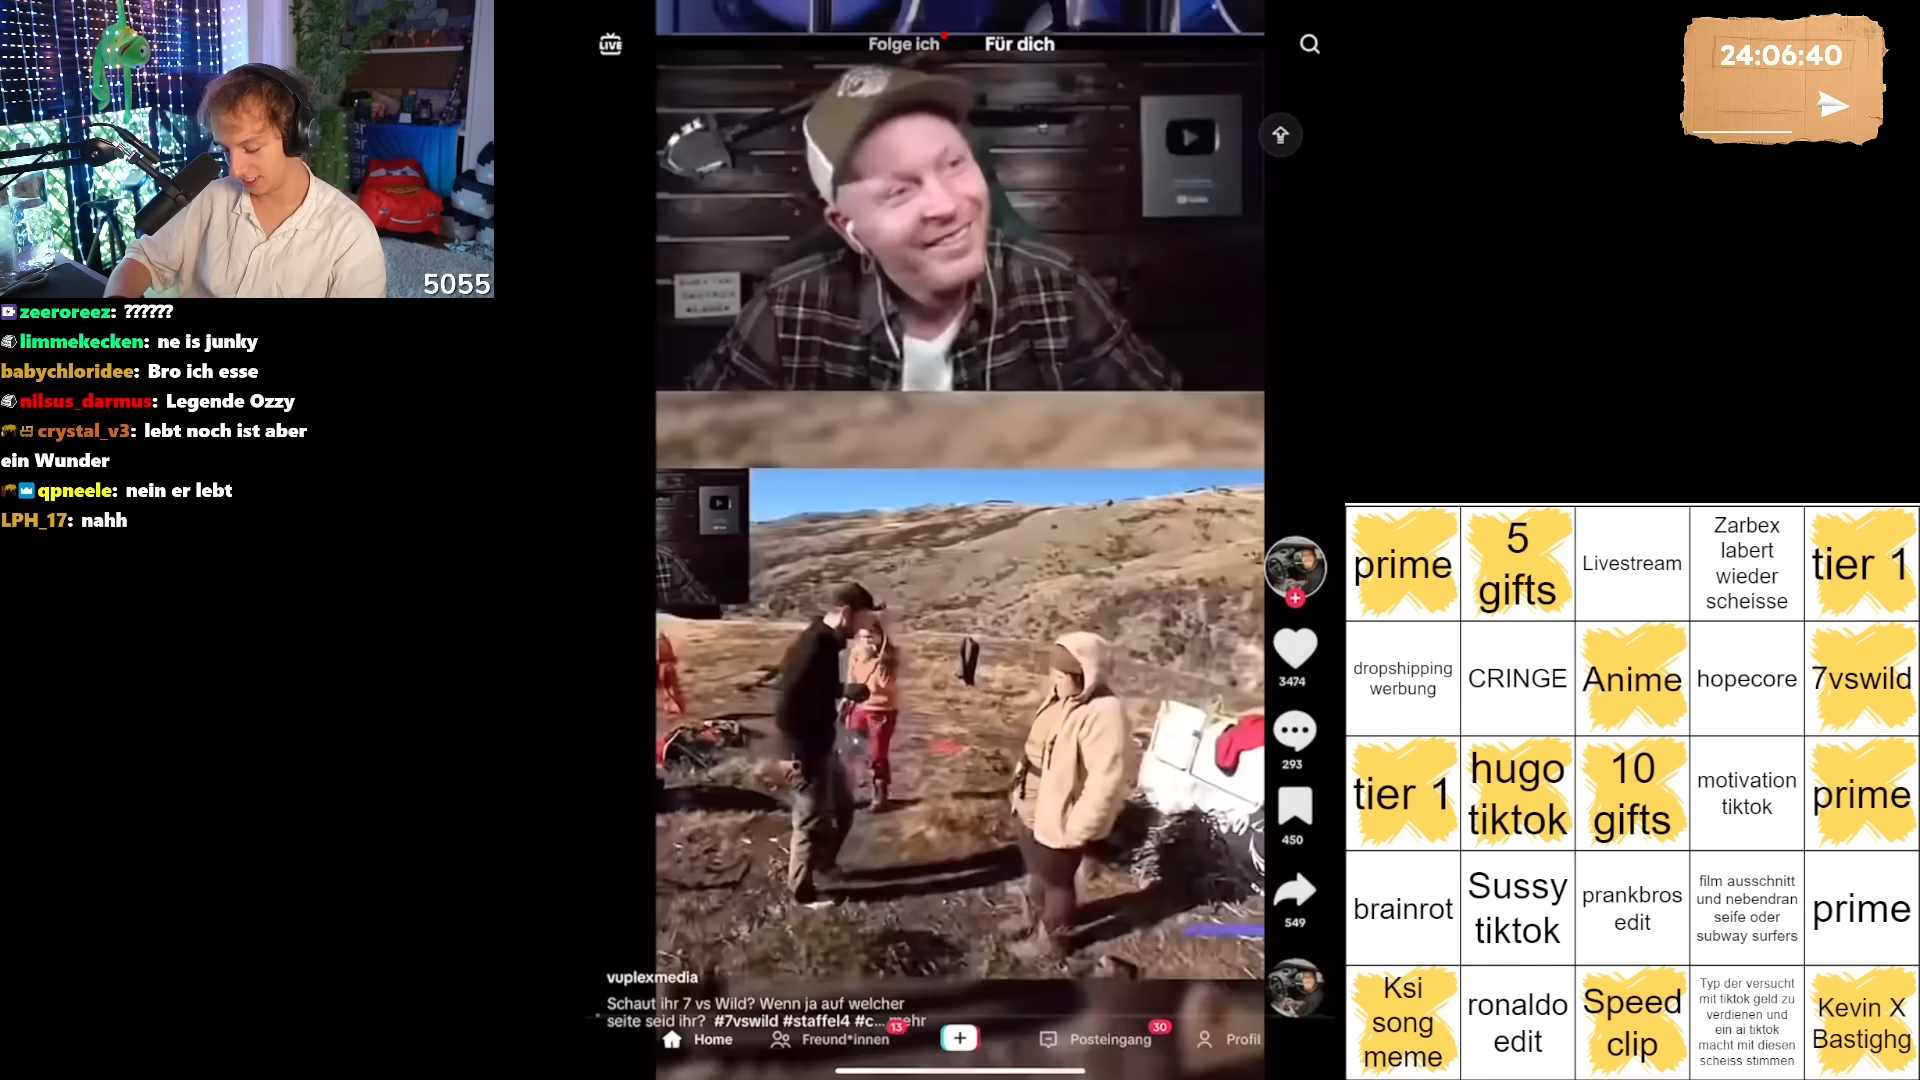 5055
zeeroreez: ??????
limmekecken: ne is junky
babychloridee: Bro ich esse
nilsus_darmus: Legende Ozzy
crystal_v3: lebt noch ist aber
ein Wunder
qpneele: nein er lebt
LPH_17: nahh
LIVE
Folge ich
Für dich
3474
293
450
549
vuplexmedia
Schaut ihr 7 vs Wild? Wenn ja auf welcher
seite seid ihr? #7vswild #staffel4 #c... mehr
Home
Freund*innen
13
Posteingang
30
Profil
24:06:40
prime
5
gifts
Livestream
Zarbex
labert
wieder
scheisse
tier 1
dropshipping
werbung
CRINGE
Anime
hopecore
7vswild
tier 1
hugo
tiktok
10
gifts
motivation
tiktok
prime
brainrot
Sussy
tiktok
prankbros
edit
film ausschnitt
und nebendran
seife oder
subway surfers
prime
Ksi
song
meme
ronaldo
edit
Speed
clip
Typ der versucht
mit tiktok geld zu
verdienen und
ein ai tiktok
macht mit diesen
scheiss stimmen
Kevin X
Bastighg